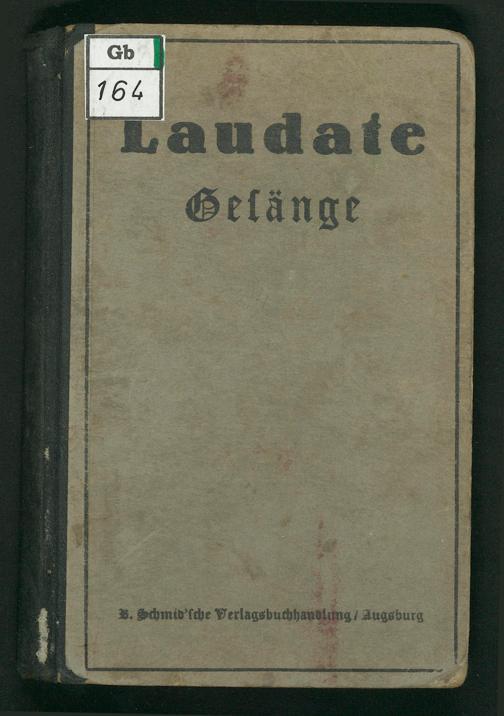 Gb
164
Laudate
Geſänge
B. Schmid'ſche Verlagsbuchhandlung / Augsburg